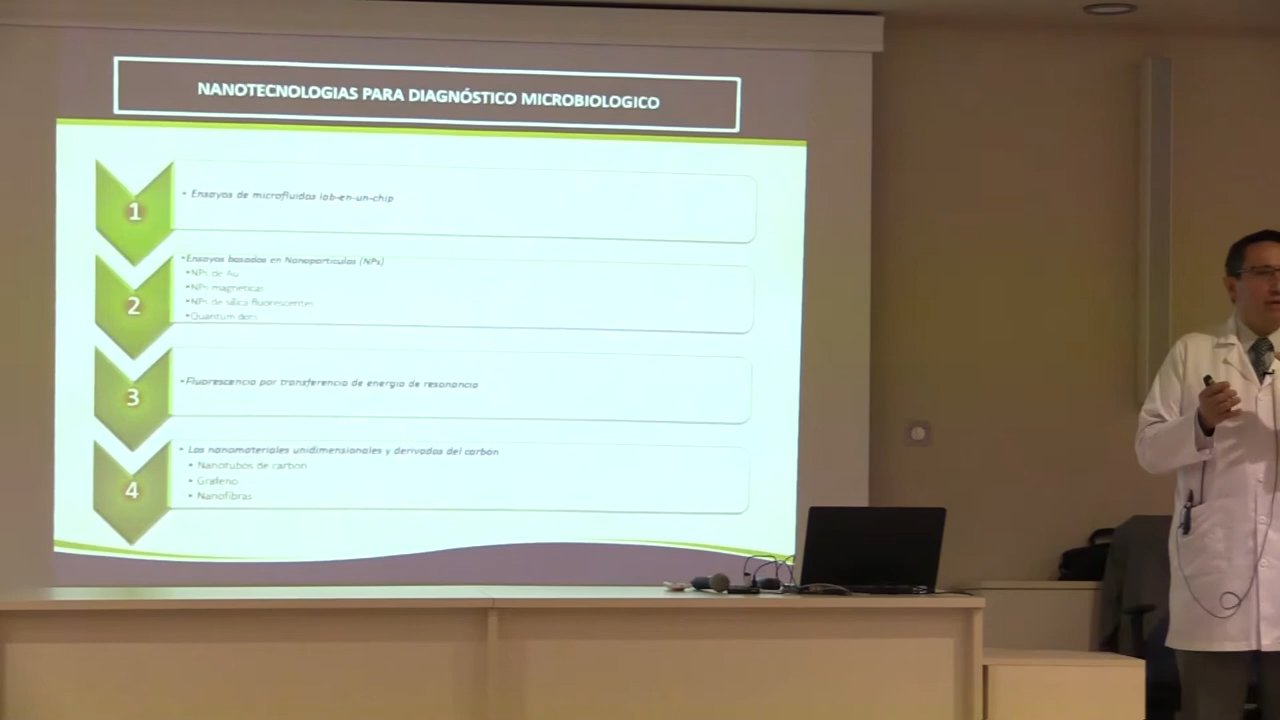 NANOTECNOLOGIAS PARA DIAGNÓSTICO MICROBIOLOGICO
1
• Ensayos de microfluidos lab-en-un-chip
2
• Ensayos basados en Nanoparticulas (NPs)
• NPs de Au
• NPs magneticas
• NPs de silica fluorescentes
• Quantum dots
3
• Fluorescencia por transferencia de energia de resonancia
4
• Los nanomateriales unidimensionales y derivados del carbón
• Nanotubos de carbon
• Grafeno
• Nanofibras